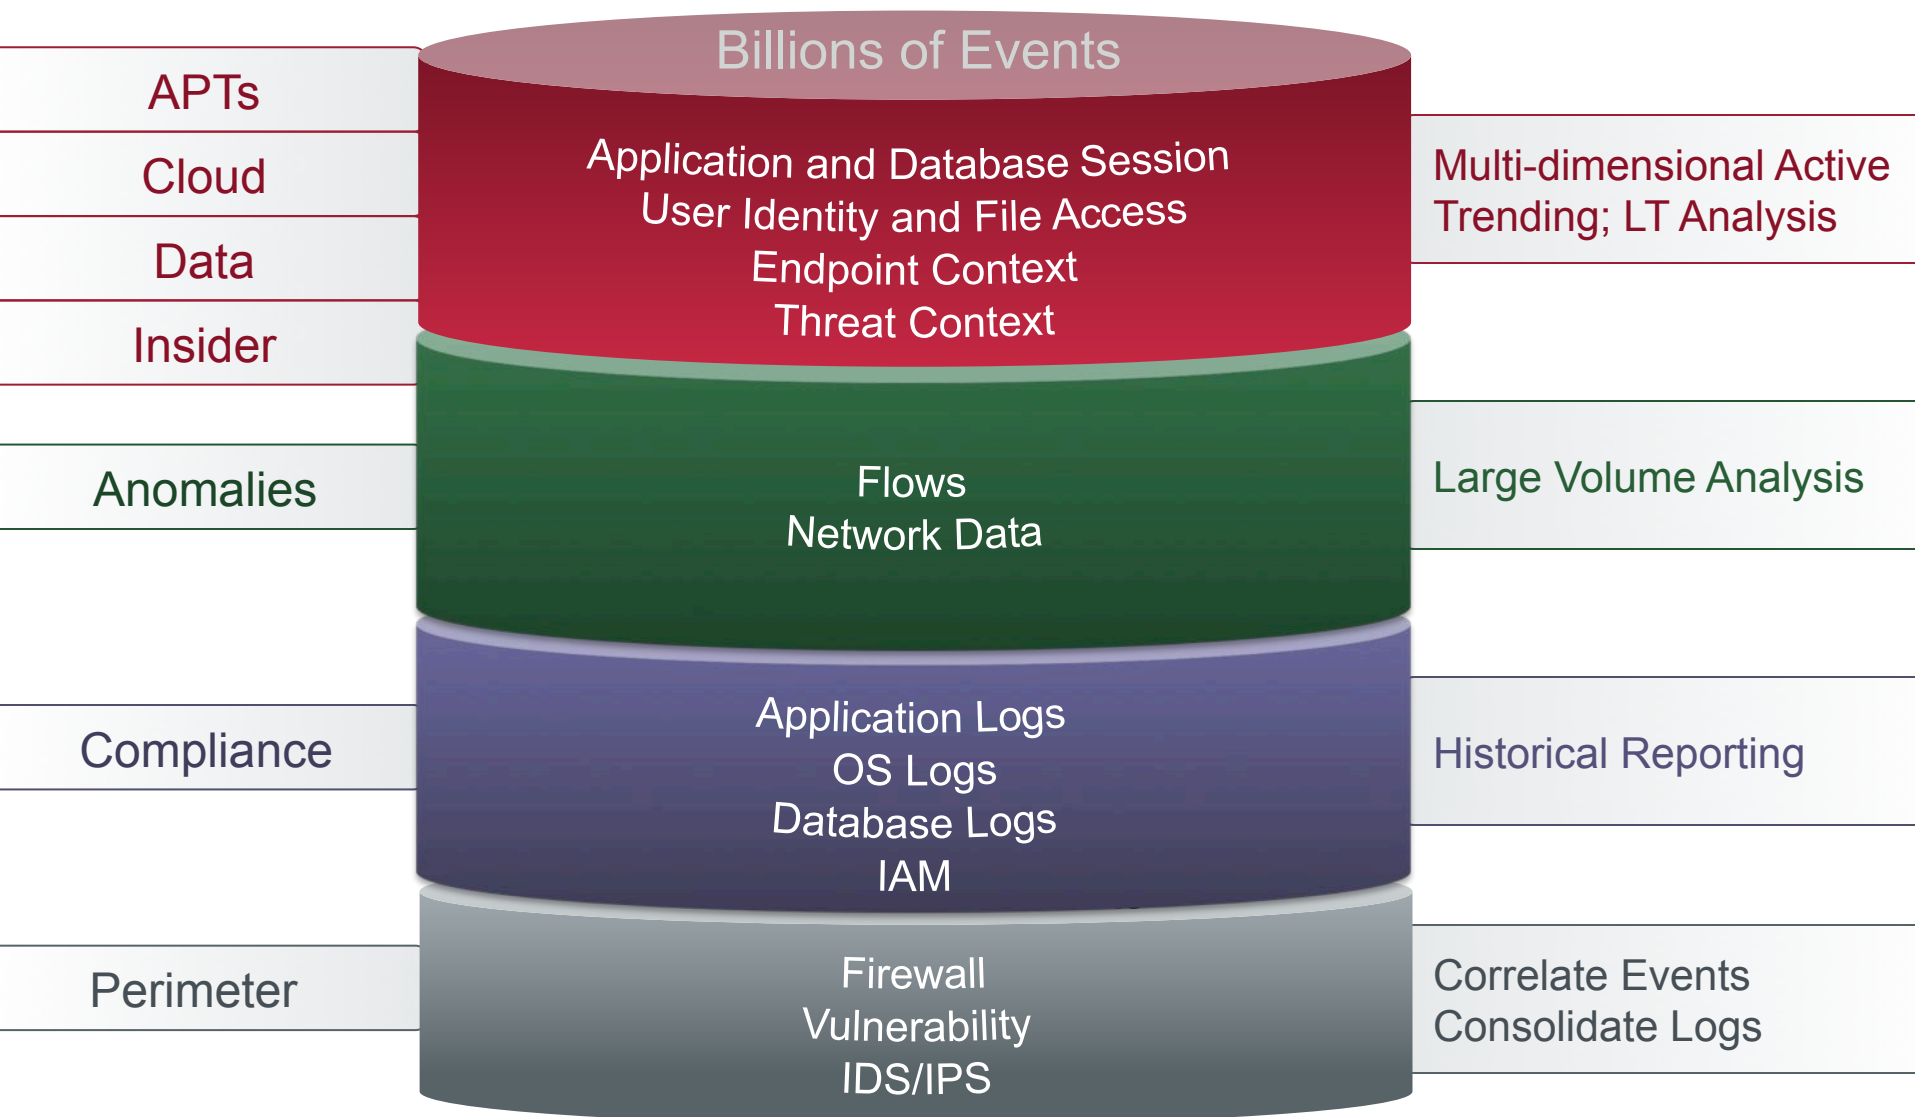 Billions of Events
APTs
Cloud
Data
Insider
Application and Database Session
User Identity and File Access
Endpoint Context
Threat Context
Multi-dimensional Active
Trending; LT Analysis
Anomalies
Flows
Network Data
Large Volume Analysis
Compliance
Application Logs
OS Logs
Database Logs
IAM
Historical Reporting
Perimeter
Firewall
Vulnerability
IDS/IPS
Correlate Events
Consolidate Logs